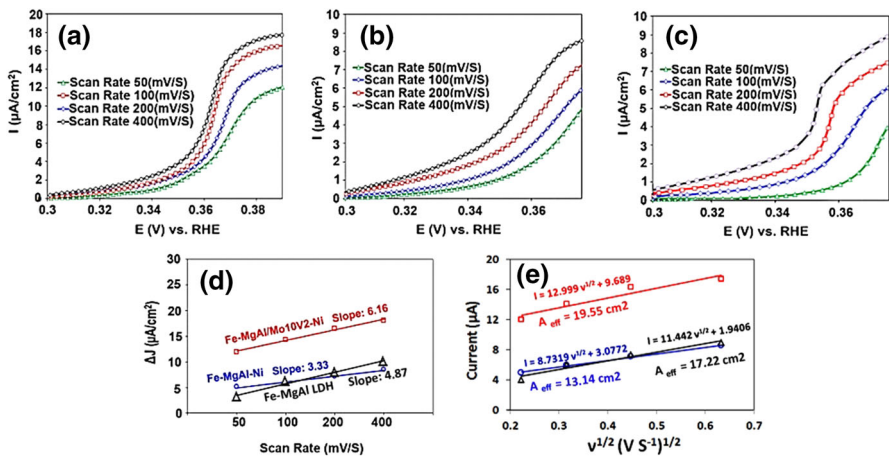 (a)
18
16
14
12
10
8
6
4
2
0
I (µA/cm²)
Scan Rate 50(mV/S)
Scan Rate 100(mV/S)
Scan Rate 200(mV/S)
Scan Rate 400(mV/S)
0.3 0.32 0.34 0.36 0.38
E (V) vs. RHE
(b)
10
9
8
7
6
5
4
3
2
1
0
I (µA/cm²)
Scan Rate 50(mV/S)
Scan Rate 100(mV/S)
Scan Rate 200(mV/S)
Scan Rate 400(mV/S)
0.3 0.32 0.34 0.36
E (V) vs. RHE
(c)
10
9
8
7
6
5
4
3
2
1
0
I (µA/cm²)
Scan Rate 50(mV/S)
Scan Rate 100(mV/S)
Scan Rate 200(mV/S)
Scan Rate 400(mV/S)
0.3 0.32 0.34 0.36
E (V) vs. RHE
(d)
30
25
20
15
10
5
0
ΔJ (µA/cm²)
Fe-MgAl/Mo10V2-Ni Slope: 6.16
Fe-MgAl-Ni Slope: 3.33
Fe-MgAl LDH Slope: 4.87
50 100 200 400
Scan Rate (mV/S)
(e)
24
20
16
12
8
4
0
Current (µA)
I = 12.999 v¹/² + 9.689
A eff = 19.55 cm2
I = 8.7319 v¹/² + 3.0772
I = 11.442 v¹/² + 1.9406
A eff = 13.14 cm2
A eff = 17.22 cm2
0.2 0.3 0.4 0.5 0.6 0.7
v¹/² (V S⁻¹)¹/²